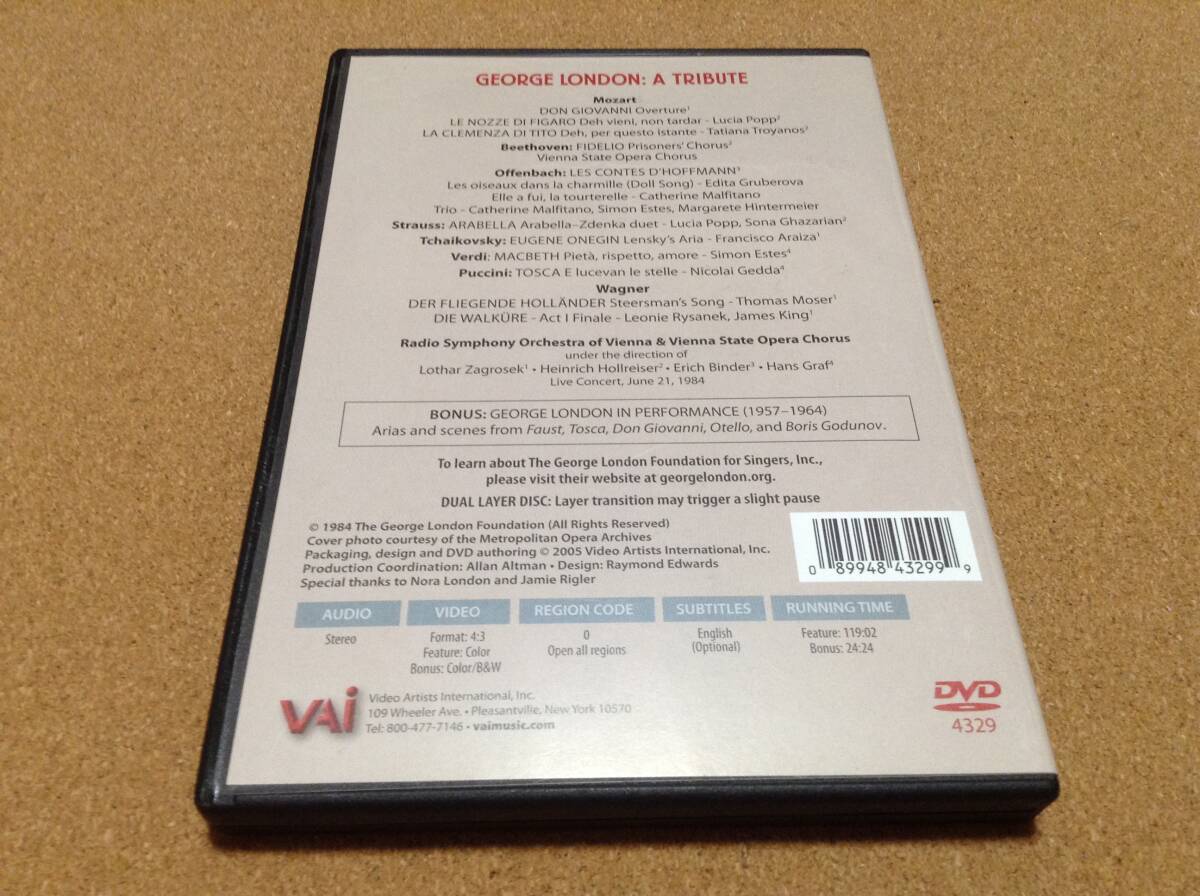 GEORGE LONDON: A TRIBUTE
Mozart
DON GIOVANNI Overture¹
LE NOZZE DI FIGARO Deh vieni, non tardar - Lucia Popp²
LA CLEMENZA DI TITO Deh, per questo istante - Tatiana Troyanos²
Beethoven: FIDELIO Prisoners' Chorus²
Vienna State Opera Chorus
Offenbach: LES CONTES D'HOFFMANN³
Les oiseaux dans la charmille (Doll Song) - Edita Gruberova
Elle a fui, la tourterelle - Catherine Malfitano
Trio - Catherine Malfitano, Simon Estes, Margarete Hintermeier
Strauss: ARABELLA Arabella–Zdenka duet - Lucia Popp, Sona Ghazarian²
Tchaikovsky: EUGENE ONEGIN Lensky's Aria - Francisco Araiza¹
Verdi: MACBETH Pietà, rispetto, amore - Simon Estes⁴
Puccini: TOSCA E lucevan le stelle - Nicolai Gedda⁴
Wagner
DER FLIEGENDE HOLLÄNDER Steersman's Song - Thomas Moser¹
DIE WALKÜRE - Act I Finale - Leonie Rysanek, James King¹
Radio Symphony Orchestra of Vienna & Vienna State Opera Chorus
under the direction of
Lothar Zagrosek¹ • Heinrich Hollreiser² • Erich Binder³ • Hans Graf⁴
Live Concert, June 21, 1984
BONUS: GEORGE LONDON IN PERFORMANCE (1957–1964)
Arias and scenes from Faust, Tosca, Don Giovanni, Otello, and Boris Godunov.
To learn about The George London Foundation for Singers, Inc.,
please visit their website at georgelondon.org.
DUAL LAYER DISC: Layer transition may trigger a slight pause
© 1984 The George London Foundation (All Rights Reserved)
Cover photo courtesy of the Metropolitan Opera Archives
Packaging, design and DVD authoring © 2005 Video Artists International, Inc.
Production Coordination: Allan Altman • Design: Raymond Edwards
Special thanks to Nora London and Jamie Rigler
0 89948 43299 9
AUDIO VIDEO REGION CODE SUBTITLES RUNNING TIME
Stereo Format: 4:3 0 English Feature: 119:02
Feature: Color Open all regions (Optional) Bonus: 24:24
Bonus: Color/B&W
VAi
Video Artists International, Inc.
109 Wheeler Ave. • Pleasantville, New York 10570
Tel: 800-477-7146 • vaimusic.com
DVD
4329